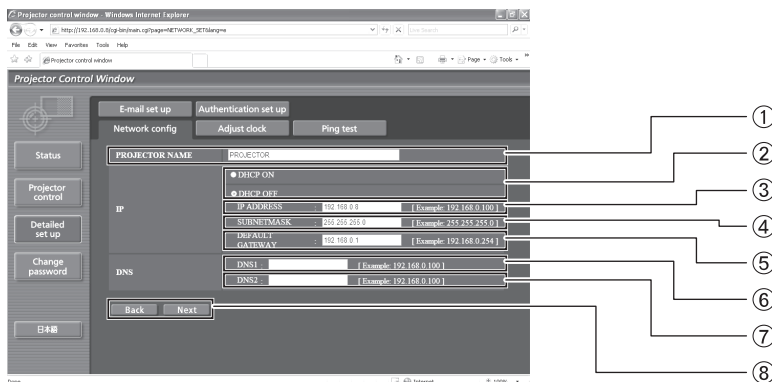 Projector control window - Windows Internet Explorer
http://192.168.0.8/cgi-bin/main.cgi?page=NETWORK_SET&lang=e
Live Search
File Edit View Favorites Tools Help
Projector control window
Page Tools
Projector Control Window
E-mail set up Authentication set up
Network config Adjust clock Ping test
Status
Projector control
Detailed set up
Change password
日本語
PROJECTOR NAME PROJECTOR
IP
DHCP ON
DHCP OFF
IP ADDRESS : 192.168.0.8 [ Example: 192.168.0.100 ]
SUBNETMASK : 255.255.255.0 [ Example: 255.255.255.0 ]
DEFAULT GATEWAY : 192.168.0.1 [ Example: 192.168.0.254 ]
DNS
DNS1 : [ Example: 192.168.0.100 ]
DNS2 : [ Example: 192.168.0.100 ]
Back Next
Done Internet 100%
①
②
③
④
⑤
⑥
⑦
⑧